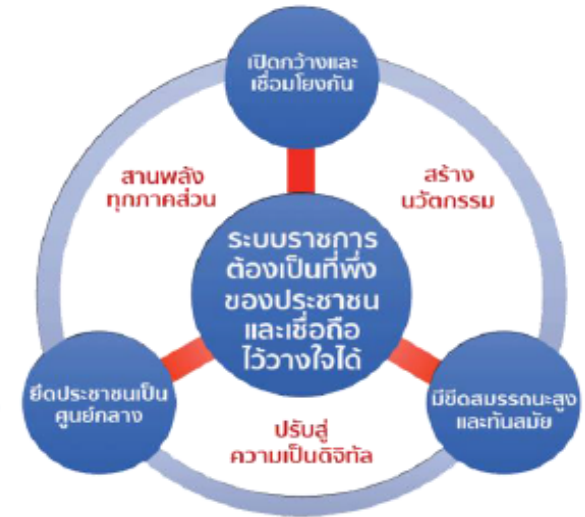 เปิดกว้างและ
เชื่อมโยงกัน
สานพลัง
ทุกภาคส่วน
สร้าง
นวัตกรรม
ระบบราชการ
ต้องเป็นที่พึ่ง
ของประชาชน
และเชื่อถือ
ไว้วางใจได้
ยึดประชาชนเป็น
ศูนย์กลาง
มีขีดสมรรถนะสูง
และทันสมัย
ปรับสู่
ความเป็นดิจิทัล